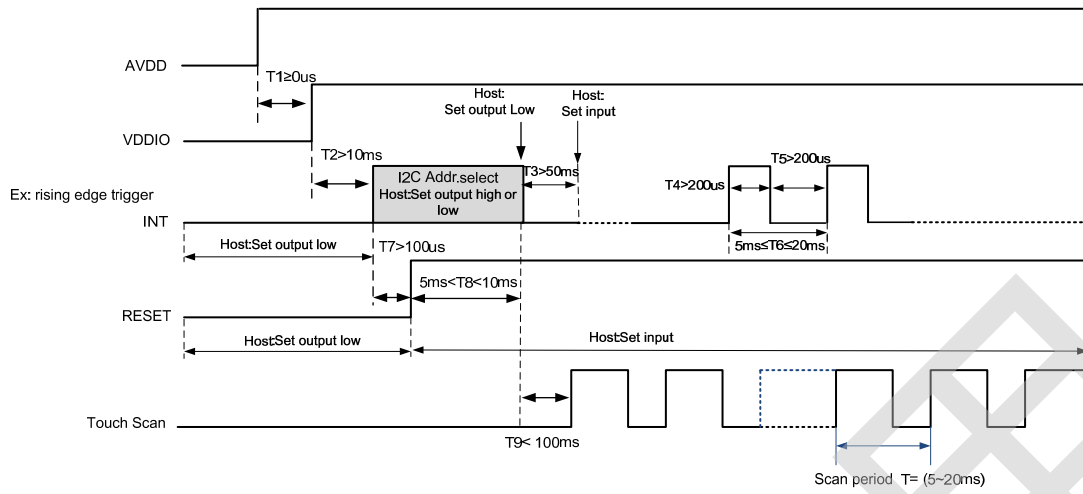 AVDD
T1≥0us
VDDIO
Host:
Set output Low
Host:
Set input
T2>10ms
Ex: rising edge trigger
INT
I2C Addr.select
Host:Set output high or
low
T3>50ms
T4>200us
T5>200us
5ms≤T6≤20ms
Host:Set output low
T7>100us
5ms<T8<10ms
RESET
Host:Set output low
Host:Set input
Touch Scan
T9< 100ms
Scan period T= (5~20ms)